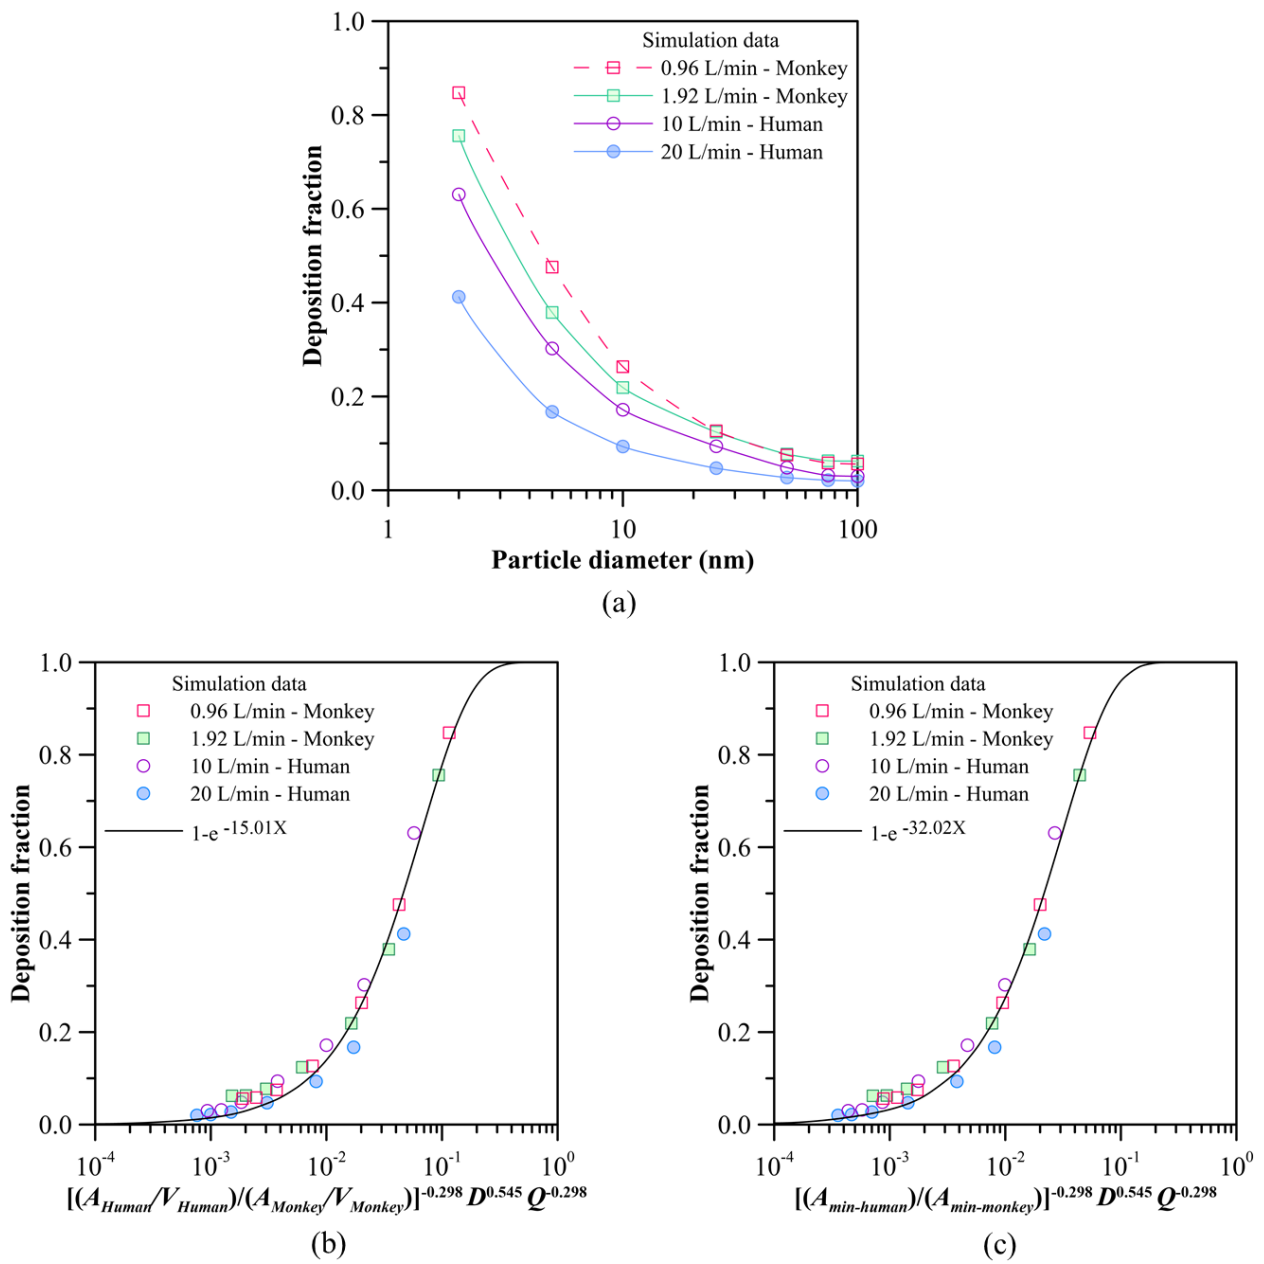 1.0
0.8
0.6
0.4
0.2
0.0
Deposition fraction
Simulation data
0.96 L/min - Monkey
1.92 L/min - Monkey
10 L/min - Human
20 L/min - Human
1 10 100
Particle diameter (nm)
(a)
1.0
0.8
0.6
0.4
0.2
0.0
Deposition fraction
Simulation data
0.96 L/min - Monkey
1.92 L/min - Monkey
10 L/min - Human
20 L/min - Human
1-e -15.01X
10-4 10-3 10-2 10-1 100
[(AHuman/VHuman)/(AMonkey/VMonkey)]-0.298 D0.545 Q-0.298
(b)
1.0
0.8
0.6
0.4
0.2
0.0
Deposition fraction
Simulation data
0.96 L/min - Monkey
1.92 L/min - Monkey
10 L/min - Human
20 L/min - Human
1-e -32.02X
10-4 10-3 10-2 10-1 100
[(Amin-human)/(Amin-monkey)]-0.298 D0.545 Q-0.298
(c)